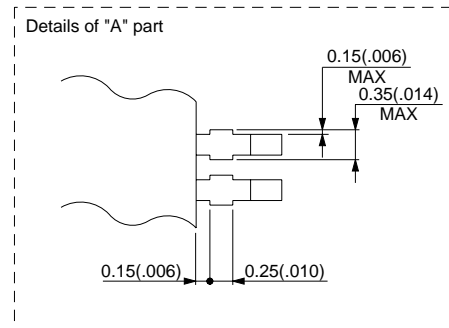 Details of "A" part
0.15(.006)
MAX
0.35(.014)
MAX
0.15(.006)
0.25(.010)